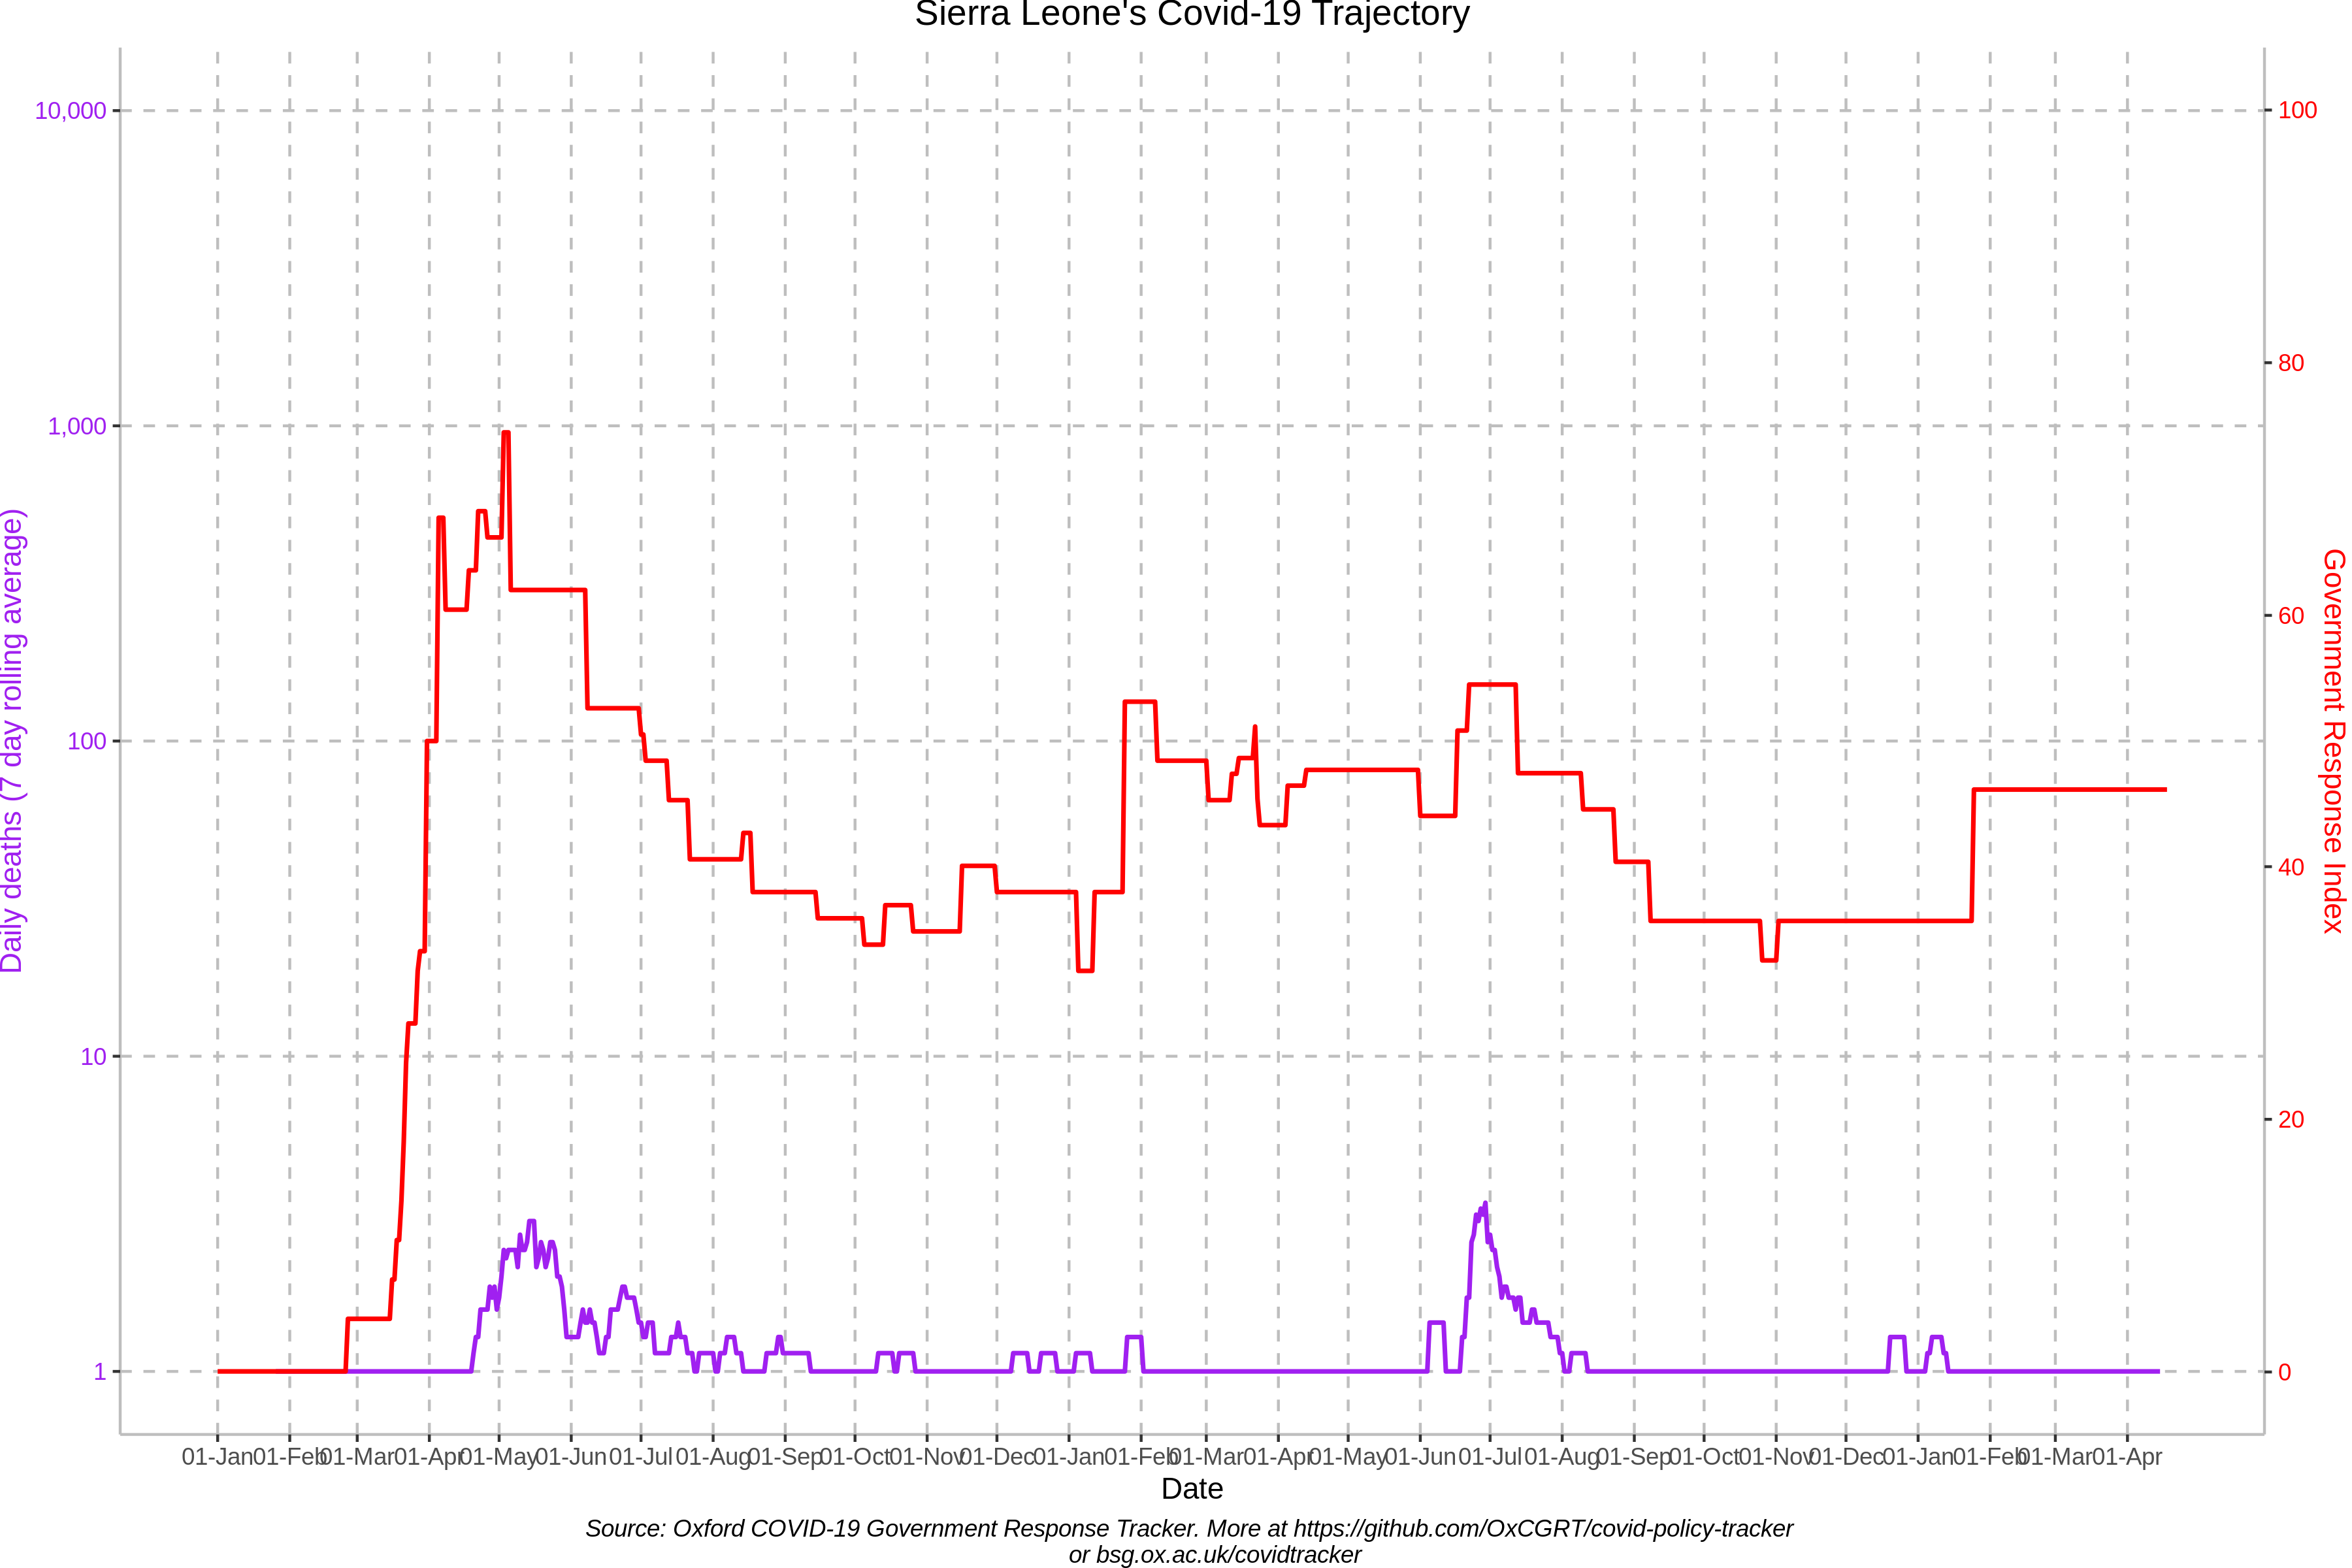 Sierra Leone's Covid-19 Trajectory
10,000
1,000
100
10
1
Daily deaths (7 day rolling average)
100
80
60
40
20
0
Government Response Index
01-Jan 01-Feb 01-Mar 01-Apr 01-May 01-Jun 01-Jul 01-Aug 01-Sep 01-Oct 01-Nov 01-Dec 01-Jan 01-Feb 01-Mar 01-Apr 01-May 01-Jun 01-Jul 01-Aug 01-Sep 01-Oct 01-Nov 01-Dec 01-Jan 01-Feb 01-Mar 01-Apr
Date
Source: Oxford COVID-19 Government Response Tracker. More at https://github.com/OxCGRT/covid-policy-tracker
or bsg.ox.ac.uk/covidtracker